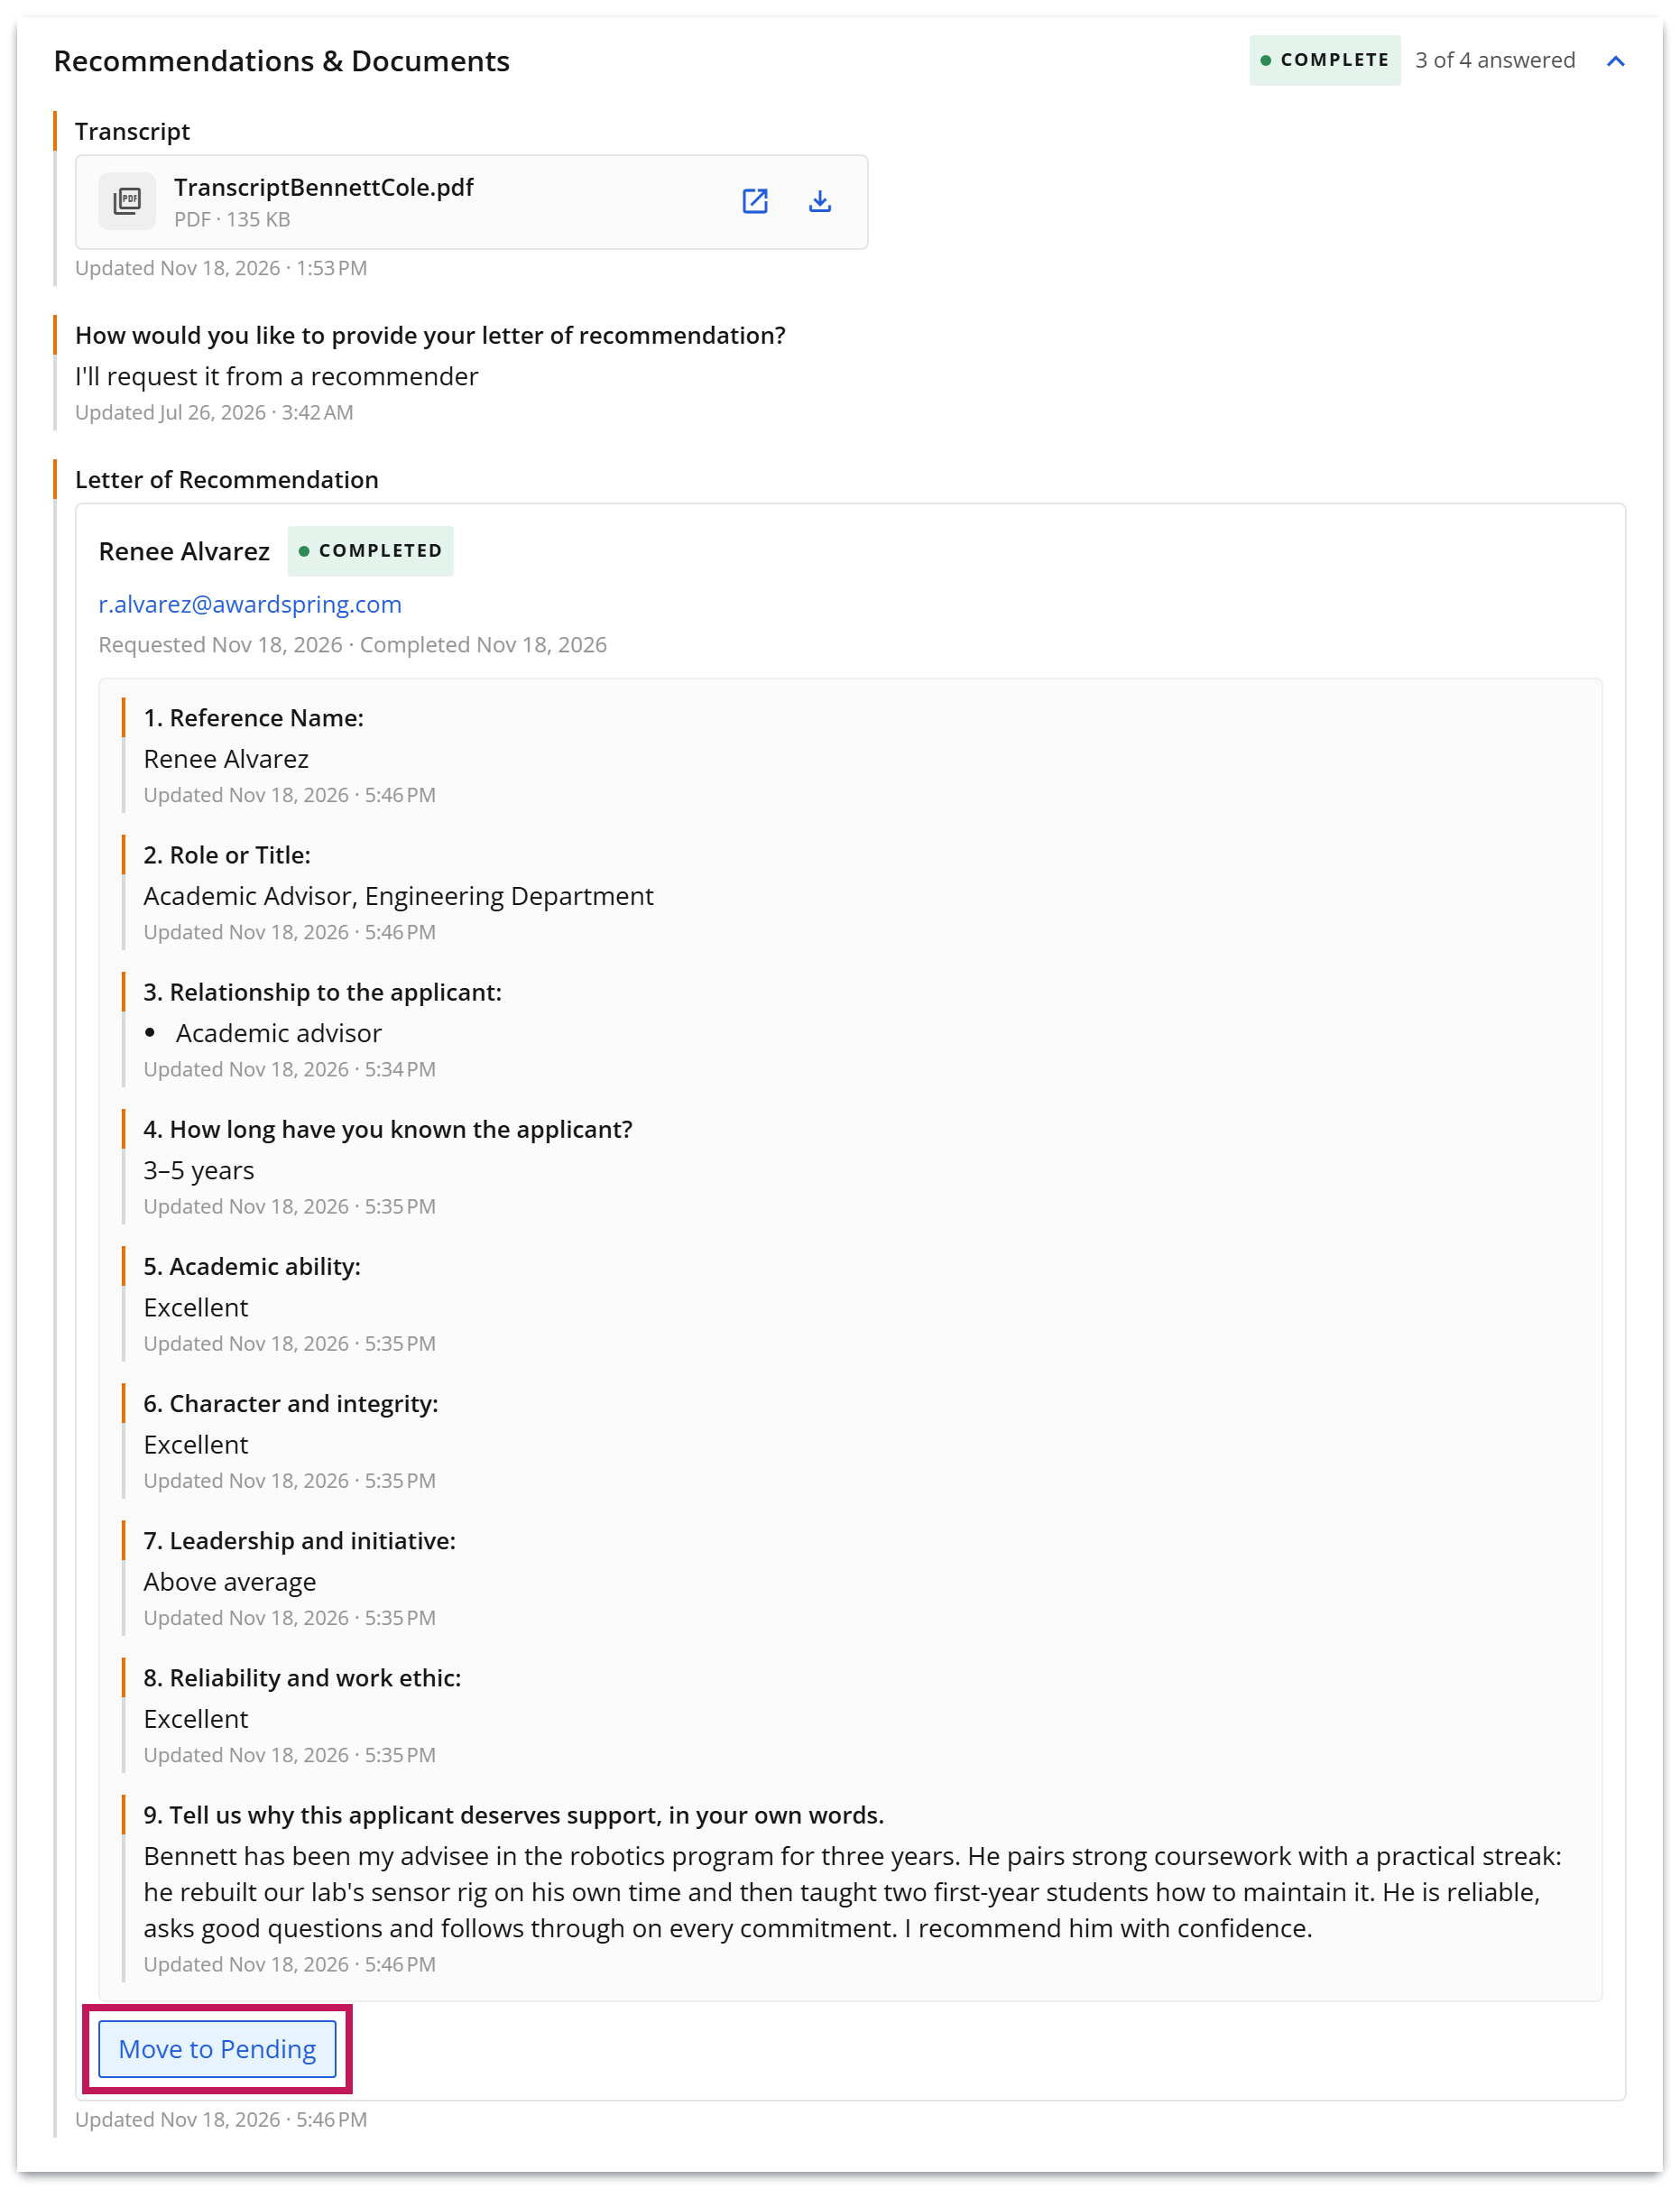 Recommendations & Documents
COMPLETE
3 of 4 answered
Transcript
PDF
TranscriptBennettCole.pdf
PDF · 135 KB
Updated Nov 18, 2026 · 1:53 PM
How would you like to provide your letter of recommendation?
I'll request it from a recommender
Updated Jul 26, 2026 · 3:42 AM
Letter of Recommendation
Renee Alvarez
COMPLETED
r.alvarez@awardspring.com
Requested Nov 18, 2026 · Completed Nov 18, 2026
1. Reference Name:
Renee Alvarez
Updated Nov 18, 2026 · 5:46 PM
2. Role or Title:
Academic Advisor, Engineering Department
Updated Nov 18, 2026 · 5:46 PM
3. Relationship to the applicant:
• Academic advisor
Updated Nov 18, 2026 · 5:34 PM
4. How long have you known the applicant?
3–5 years
Updated Nov 18, 2026 · 5:35 PM
5. Academic ability:
Excellent
Updated Nov 18, 2026 · 5:35 PM
6. Character and integrity:
Excellent
Updated Nov 18, 2026 · 5:35 PM
7. Leadership and initiative:
Above average
Updated Nov 18, 2026 · 5:35 PM
8. Reliability and work ethic:
Excellent
Updated Nov 18, 2026 · 5:35 PM
9. Tell us why this applicant deserves support, in your own words.
Bennett has been my advisee in the robotics program for three years. He pairs strong coursework with a practical streak:
he rebuilt our lab's sensor rig on his own time and then taught two first-year students how to maintain it. He is reliable,
asks good questions and follows through on every commitment. I recommend him with confidence.
Updated Nov 18, 2026 · 5:46 PM
Move to Pending
Updated Nov 18, 2026 · 5:46 PM